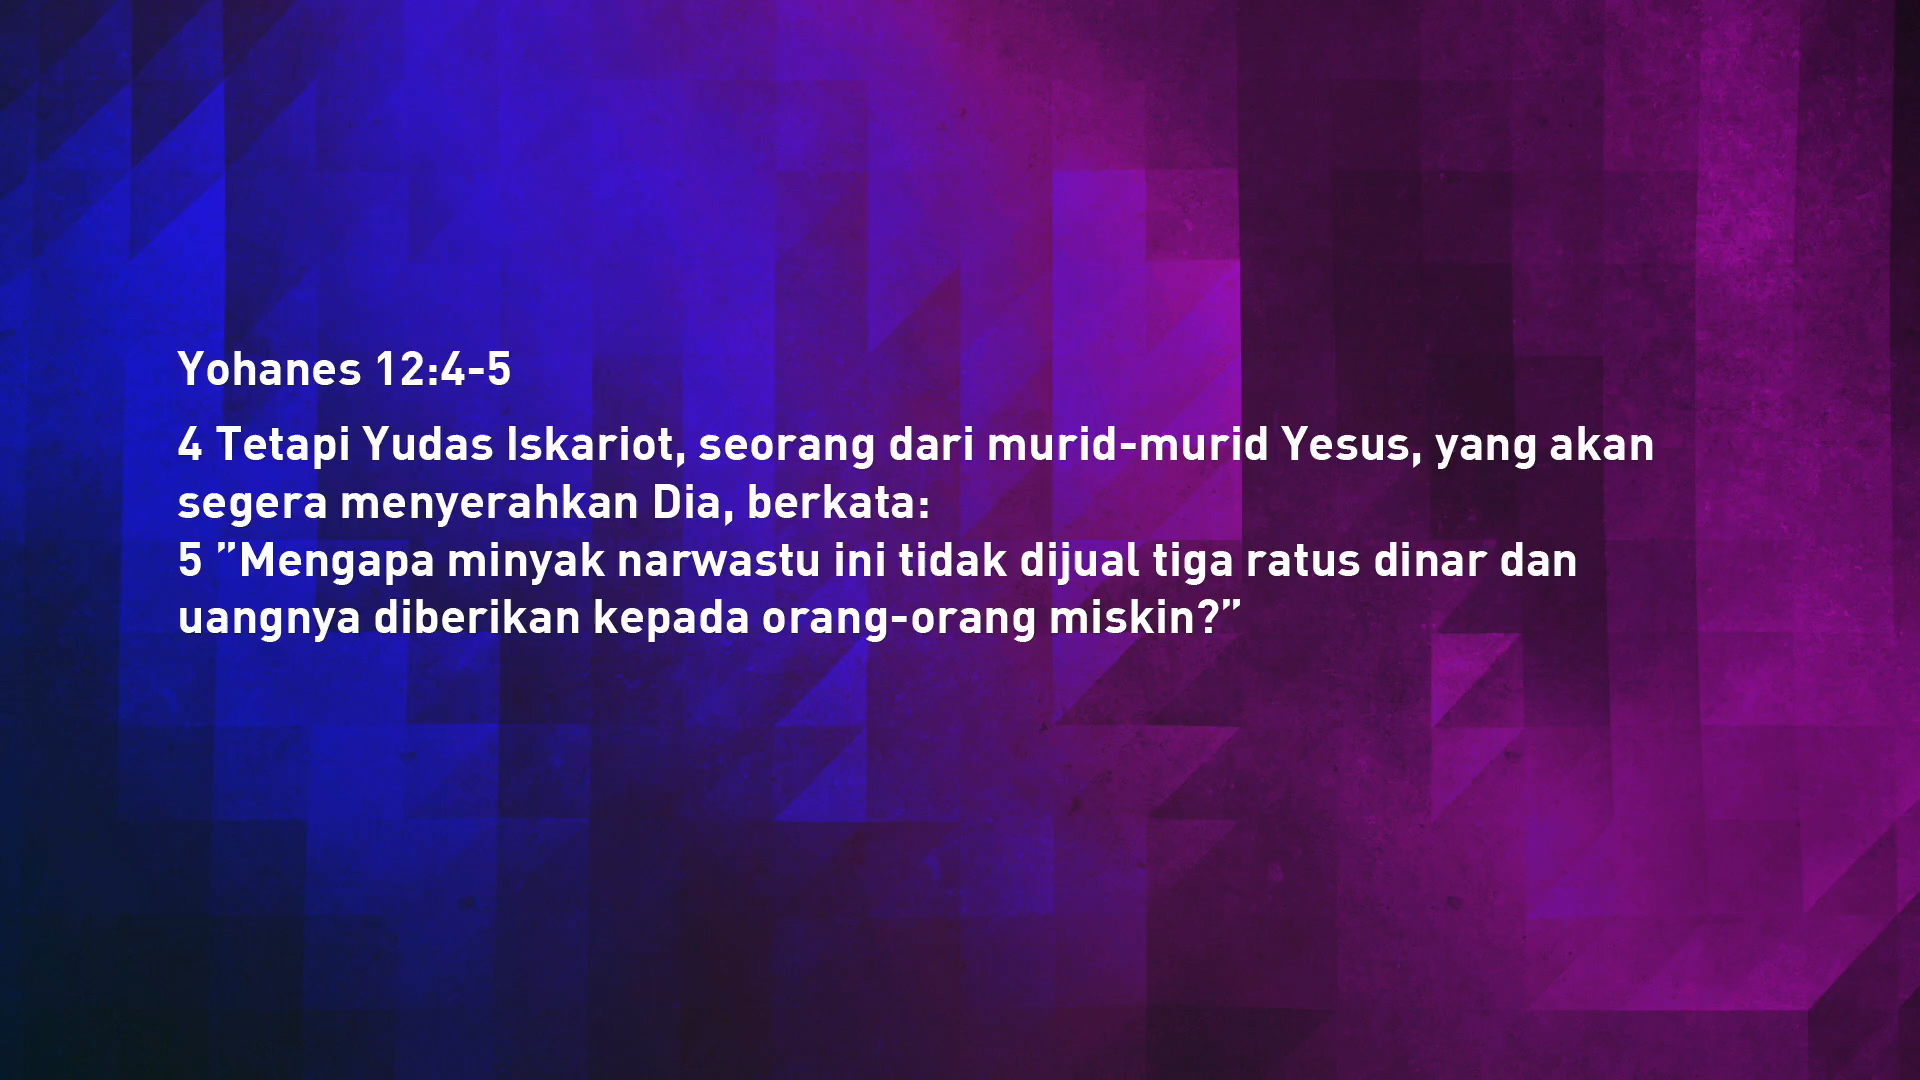 Yohanes 12:4-5
4 Tetapi Yudas Iskariot, seorang dari murid-murid Yesus, yang akan
segera menyerahkan Dia, berkata:
5 ”Mengapa minyak narwastu ini tidak dijual tiga ratus dinar dan
uangnya diberikan kepada orang-orang miskin?”